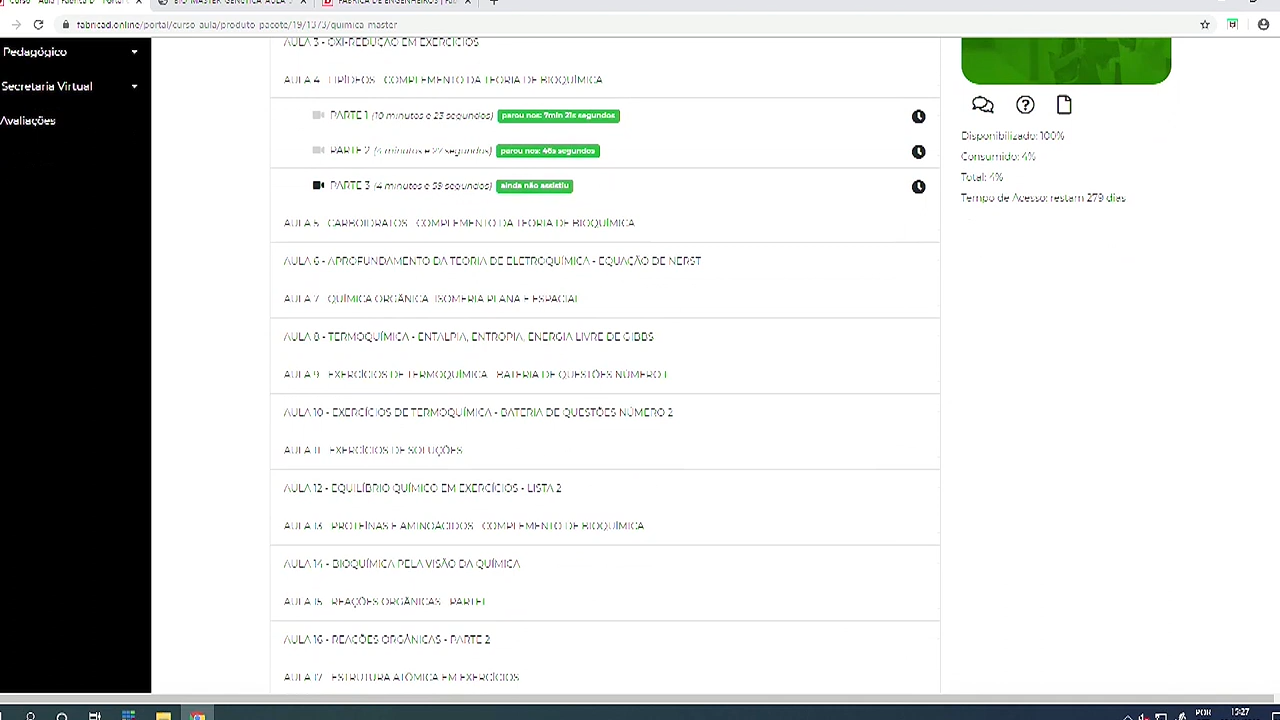 fabricad.online/portal/curso-aula/produto-pacote/19/1373/quimica-master
Pedagógico
Secretaria Virtual
Avaliações
AULA 3 - OXI-REDUÇÃO EM EXERCÍCIOS
AULA 4 - LIPÍDEOS - COMPLEMENTO DA TEORIA DE BIOQUÍMICA
PARTE 1 (10 minutos e 23 segundos) parou nos: 7min 21s segundos
PARTE 2 (4 minutos e 27 segundos) parou nos: 46s segundos
PARTE 3 (4 minutos e 59 segundos) ainda não assistiu
AULA 5 - CARBOIDRATOS - COMPLEMENTO DA TEORIA DE BIOQUÍMICA
AULA 6 - APROFUNDAMENTO DA TEORIA DE ELETROQUÍMICA - EQUAÇÃO DE NERST
AULA 7 - QUÍMICA ORGÂNICA: ISOMERIA PLANA E ESPACIAL
AULA 8 - TERMOQUÍMICA - ENTALPIA, ENTROPIA, ENERGIA LIVRE DE GIBBS
AULA 9 - EXERCÍCIOS DE TERMOQUÍMICA - BATERIA DE QUESTÕES NÚMERO 1
AULA 10 - EXERCÍCIOS DE TERMOQUÍMICA - BATERIA DE QUESTÕES NÚMERO 2
AULA 11 - EXERCÍCIOS DE SOLUÇÕES
AULA 12 - EQUILÍBRIO QUÍMICO EM EXERCÍCIOS - LISTA 2
AULA 13 - PROTEÍNAS E AMINOÁCIDOS - COMPLEMENTO DE BIOQUÍMICA
AULA 14 - BIOQUÍMICA PELA VISÃO DA QUÍMICA
AULA 15 - REAÇÕES ORGÂNICAS - PARTE 1
AULA 16 - REAÇÕES ORGÂNICAS - PARTE 2
AULA 17 - ESTRUTURA ATÔMICA EM EXERCÍCIOS
Disponibilizado: 100%
Consumido: 4%
Total: 4%
Tempo de Acesso: restam 279 dias
POR
15:27